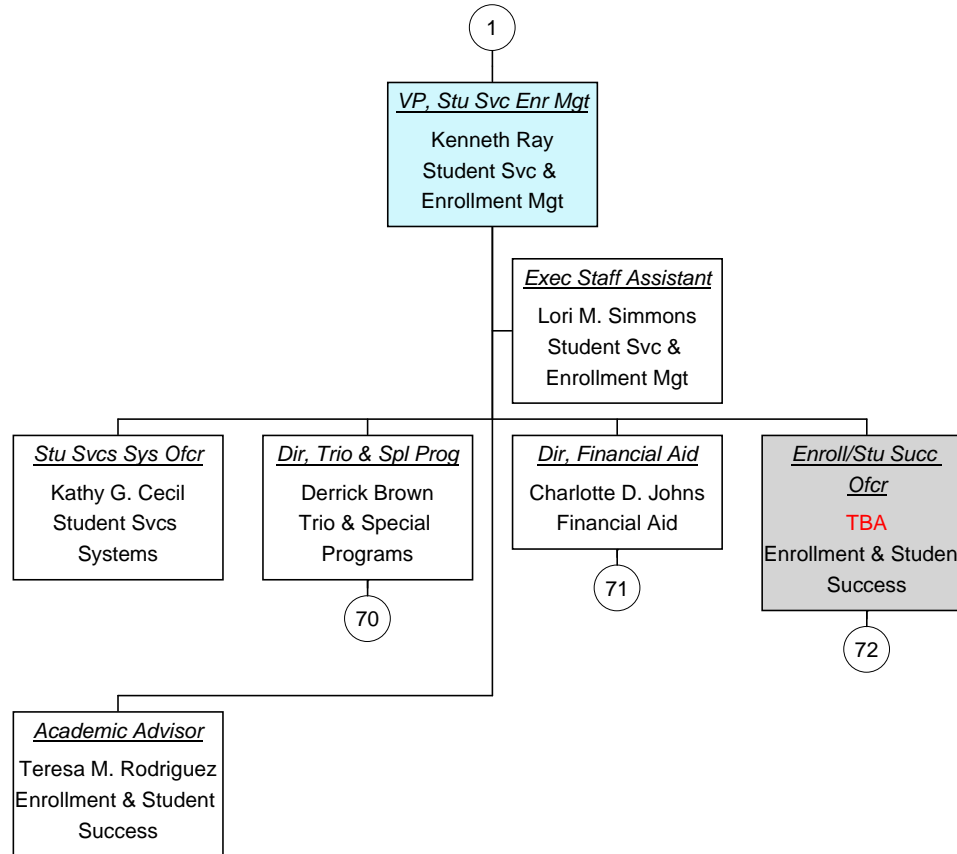 1
VP, Stu Svc Enr Mgt
Kenneth Ray
Student Svc &
Enrollment Mgt
Exec Staff Assistant
Lori M. Simmons
Student Svc &
Enrollment Mgt
Stu Svcs Sys Ofcr
Kathy G. Cecil
Student Svcs
Systems
Dir, Trio & Spl Prog
Derrick Brown
Trio & Special
Programs
70
Dir, Financial Aid
Charlotte D. Johns
Financial Aid
71
Enroll/Stu Succ
Ofcr
TBA
Enrollment & Studen
Success
72
Academic Advisor
Teresa M. Rodriguez
Enrollment & Student
Success